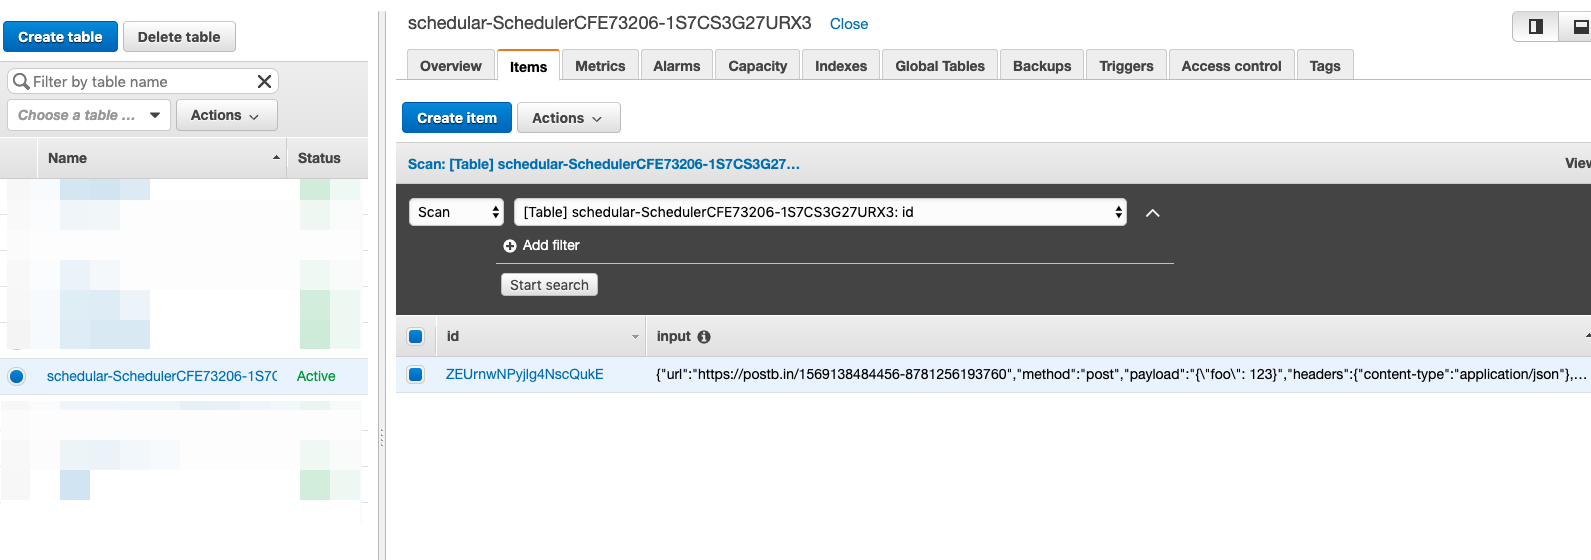 Create table
Delete table
Filter by table name
Choose a table ...
Actions
Name
Status
schedular-SchedulerCFE73206-1S7C
Active
schedular-SchedulerCFE73206-1S7CS3G27URX3
Close
Overview
Items
Metrics
Alarms
Capacity
Indexes
Global Tables
Backups
Triggers
Access control
Tags
Create item
Actions
Scan: [Table] schedular-SchedulerCFE73206-1S7CS3G27...
View
Scan
[Table] schedular-SchedulerCFE73206-1S7CS3G27URX3: id
Add filter
Start search
id
input
ZEUrnwNPyjlg4NscQukE
{"url":"https://postb.in/1569138484456-8781256193760","method":"post","payload":"{\"foo\": 123}","headers":{"content-type":"application/json"},...